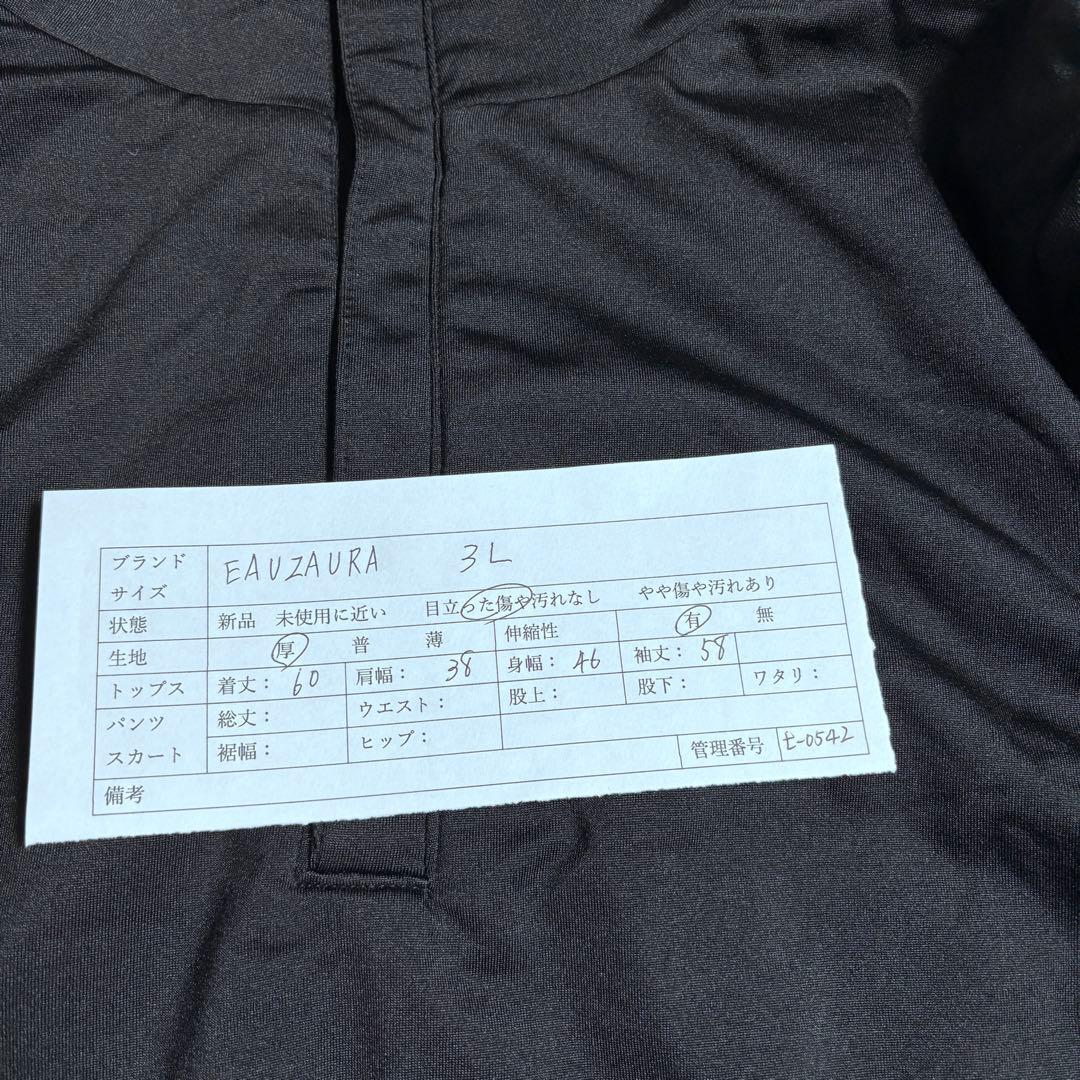 ブランド EAUZAURA 3L
サイズ
状態 新品 未使用に近い 目立った傷や汚れなし やや傷や汚れあり
生地 厚 普 薄 伸縮性 有 無
トップス 着丈: 60 肩幅: 38 身幅: 46 袖丈: 58
パンツ 総丈: ウエスト: 股上: 股下: ワタリ:
スカート 裾幅: ヒップ: 管理番号 t-0542
備考